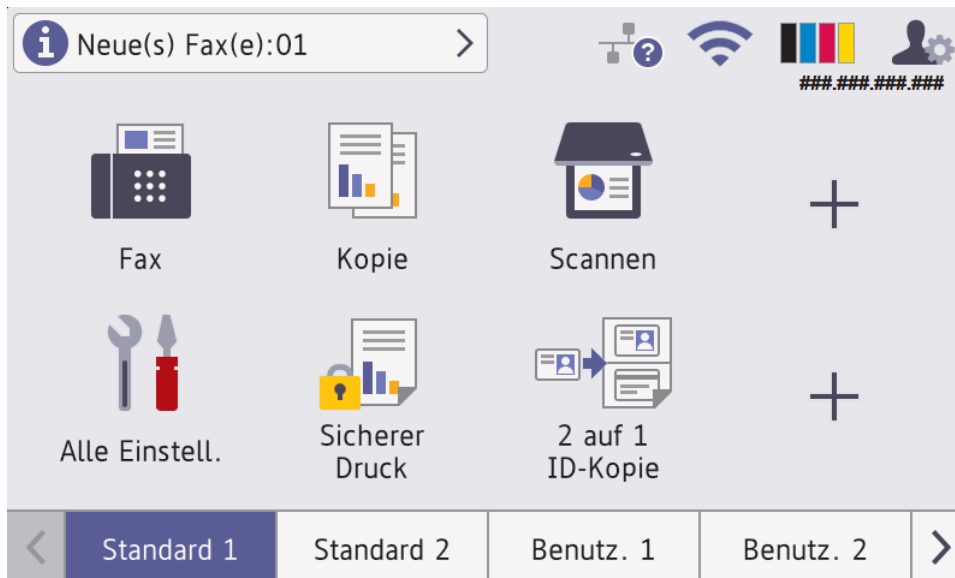 Neue(s) Fax(e):01 >
###.###.###.###
Fax
Kopie
Scannen
Alle Einstell.
Sicherer
Druck
2 auf 1
ID-Kopie
Standard 1
Standard 2
Benutz. 1
Benutz. 2